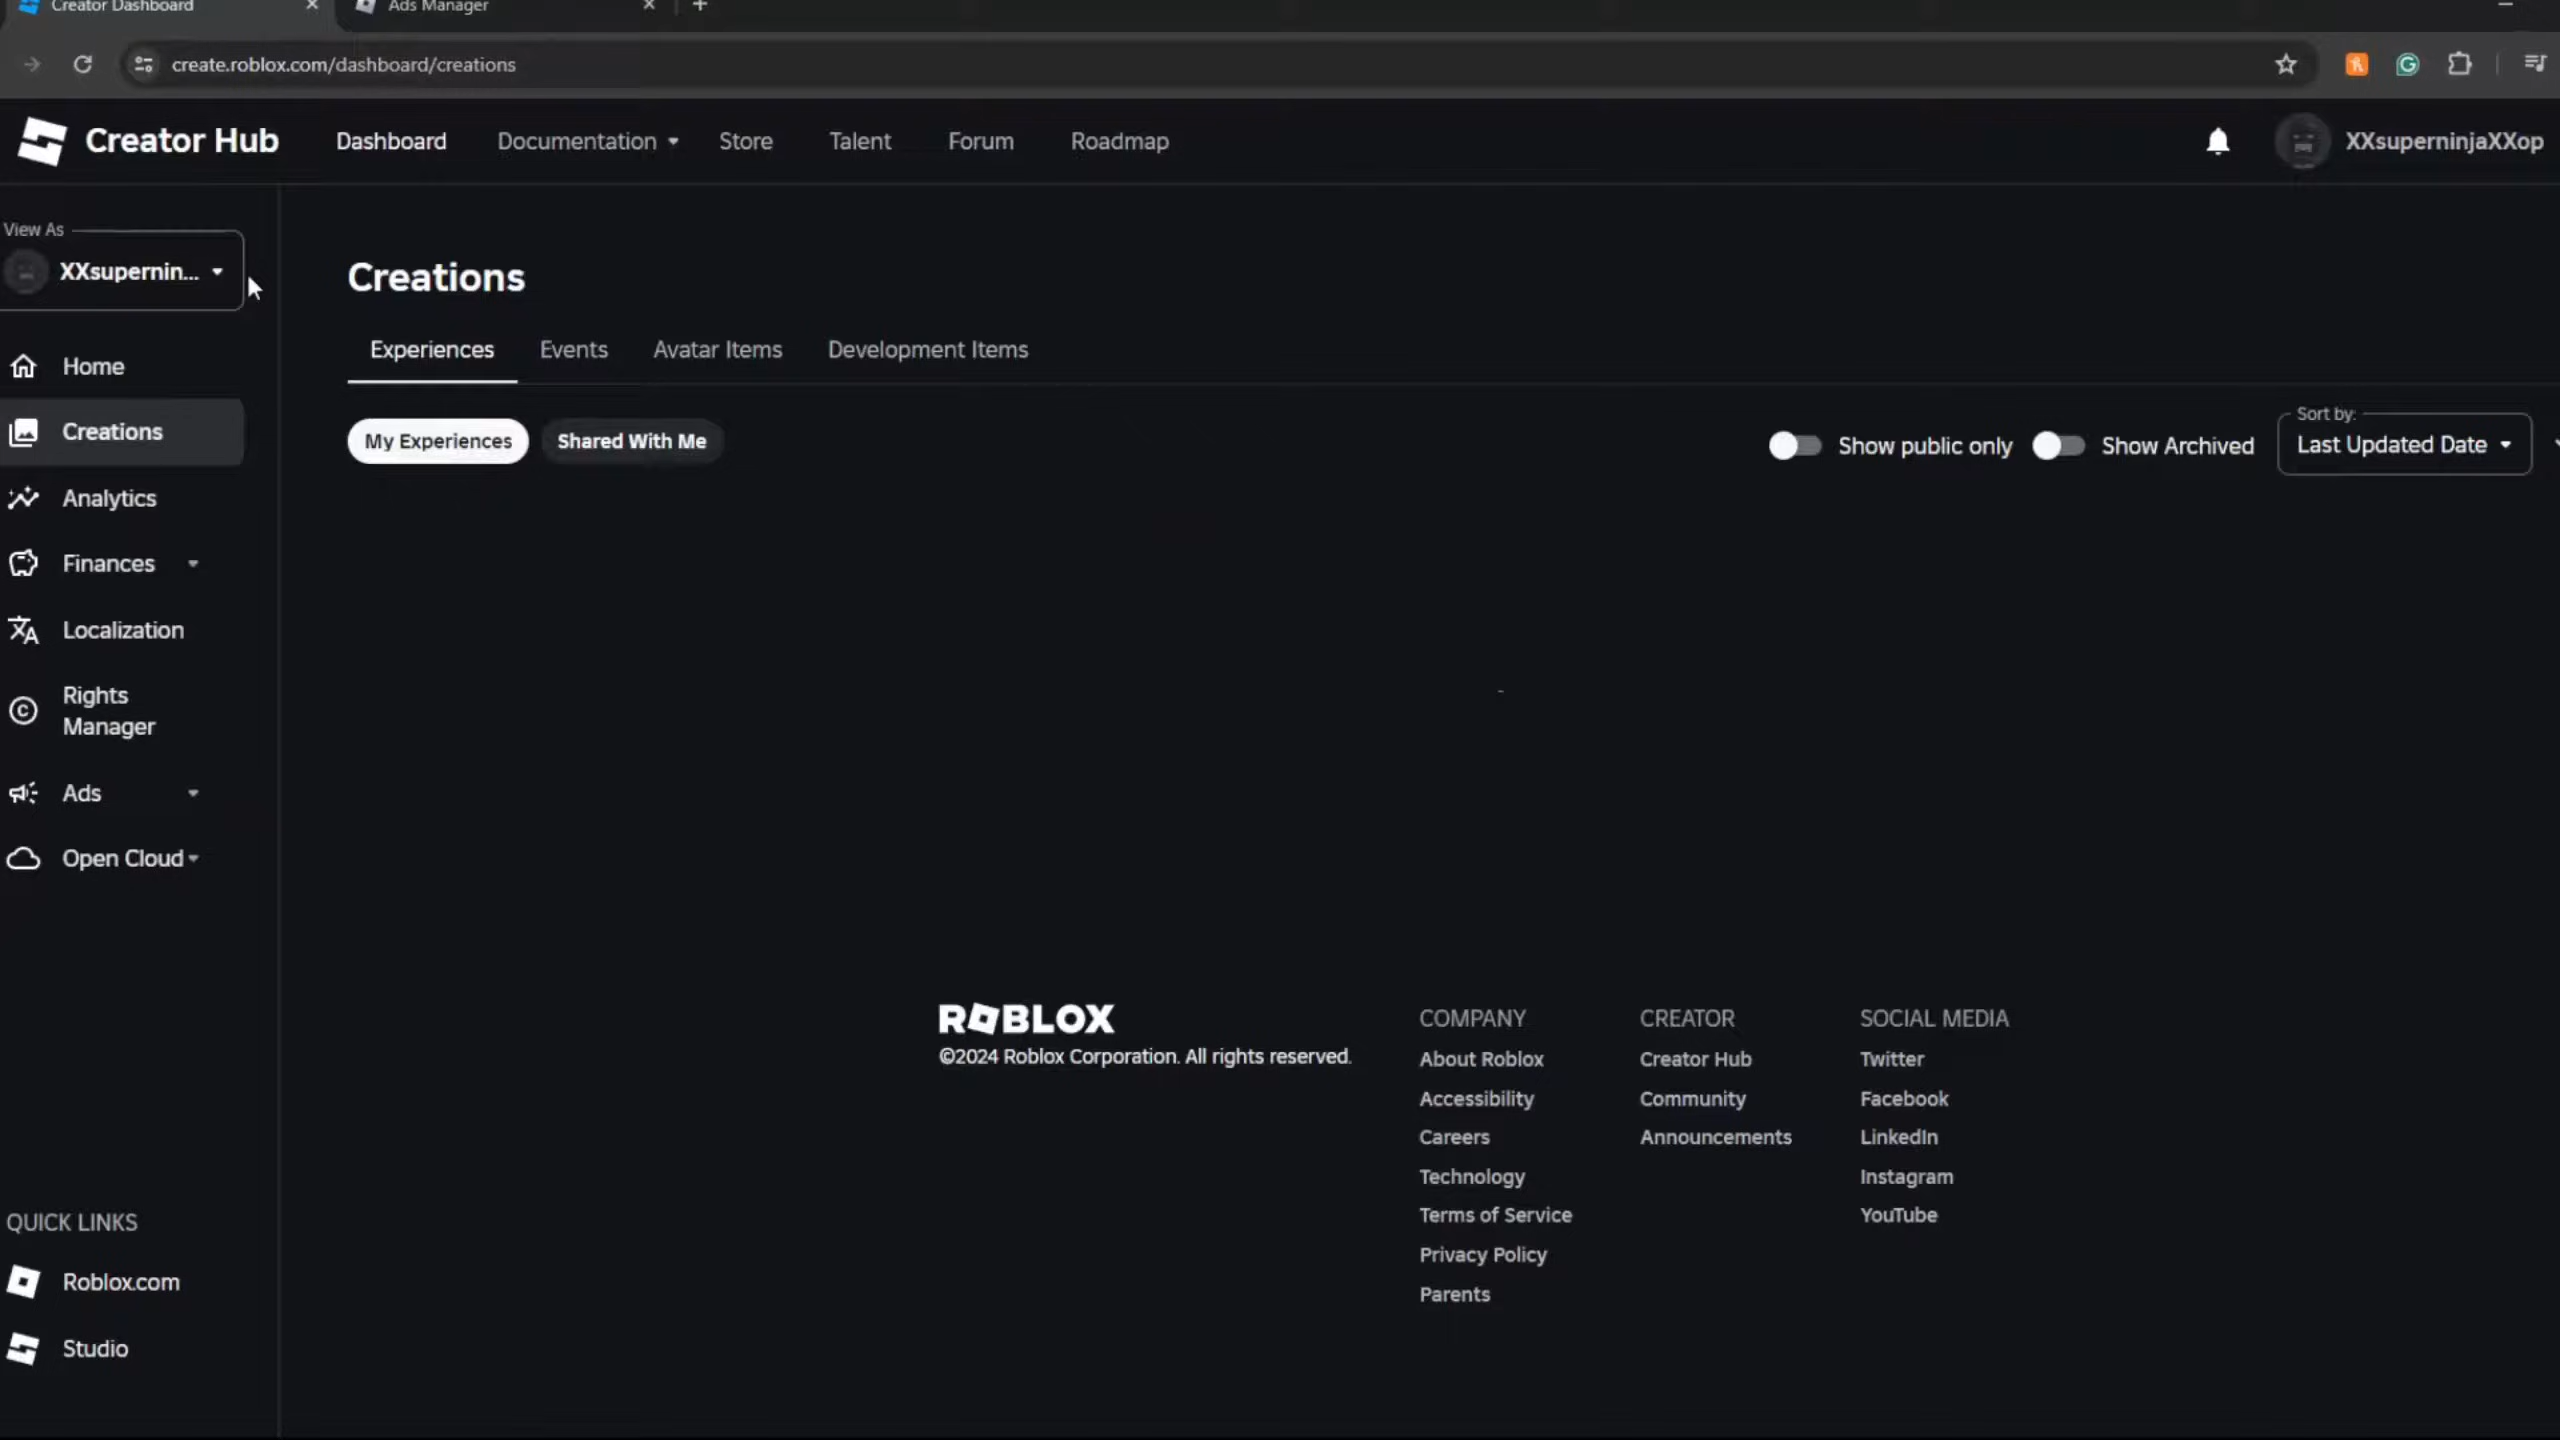 Creator Dashboard
Ads Manager
create.roblox.com/dashboard/creations
Creator Hub
Dashboard
Documentation
Store
Talent
Forum
Roadmap
XXsuperninjaXXop
View As
XXsupernin...
Home
Creations
Analytics
Finances
Localization
Rights
Manager
Ads
Open Cloud
QUICK LINKS
Roblox.com
Studio
Creations
Experiences
Events
Avatar Items
Development Items
My Experiences
Shared With Me
Show public only
Show Archived
Sort by:
Last Updated Date
ROBLOX
©2024 Roblox Corporation. All rights reserved.
COMPANY
About Roblox
Accessibility
Careers
Technology
Terms of Service
Privacy Policy
Parents
CREATOR
Creator Hub
Community
Announcements
SOCIAL MEDIA
Twitter
Facebook
LinkedIn
Instagram
YouTube